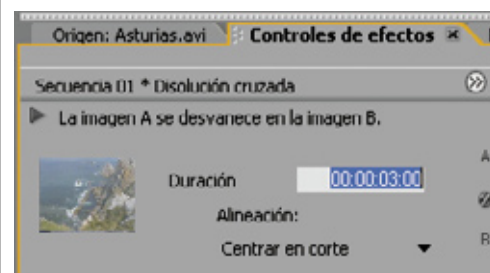 Origen: Asturias.avi Controles de efectos ×
Secuencia 01 * Disolución cruzada
La imagen A se desvanece en la imagen B.
Duración 00:00:03:00
Alineación:
Centrar en corte
A
R